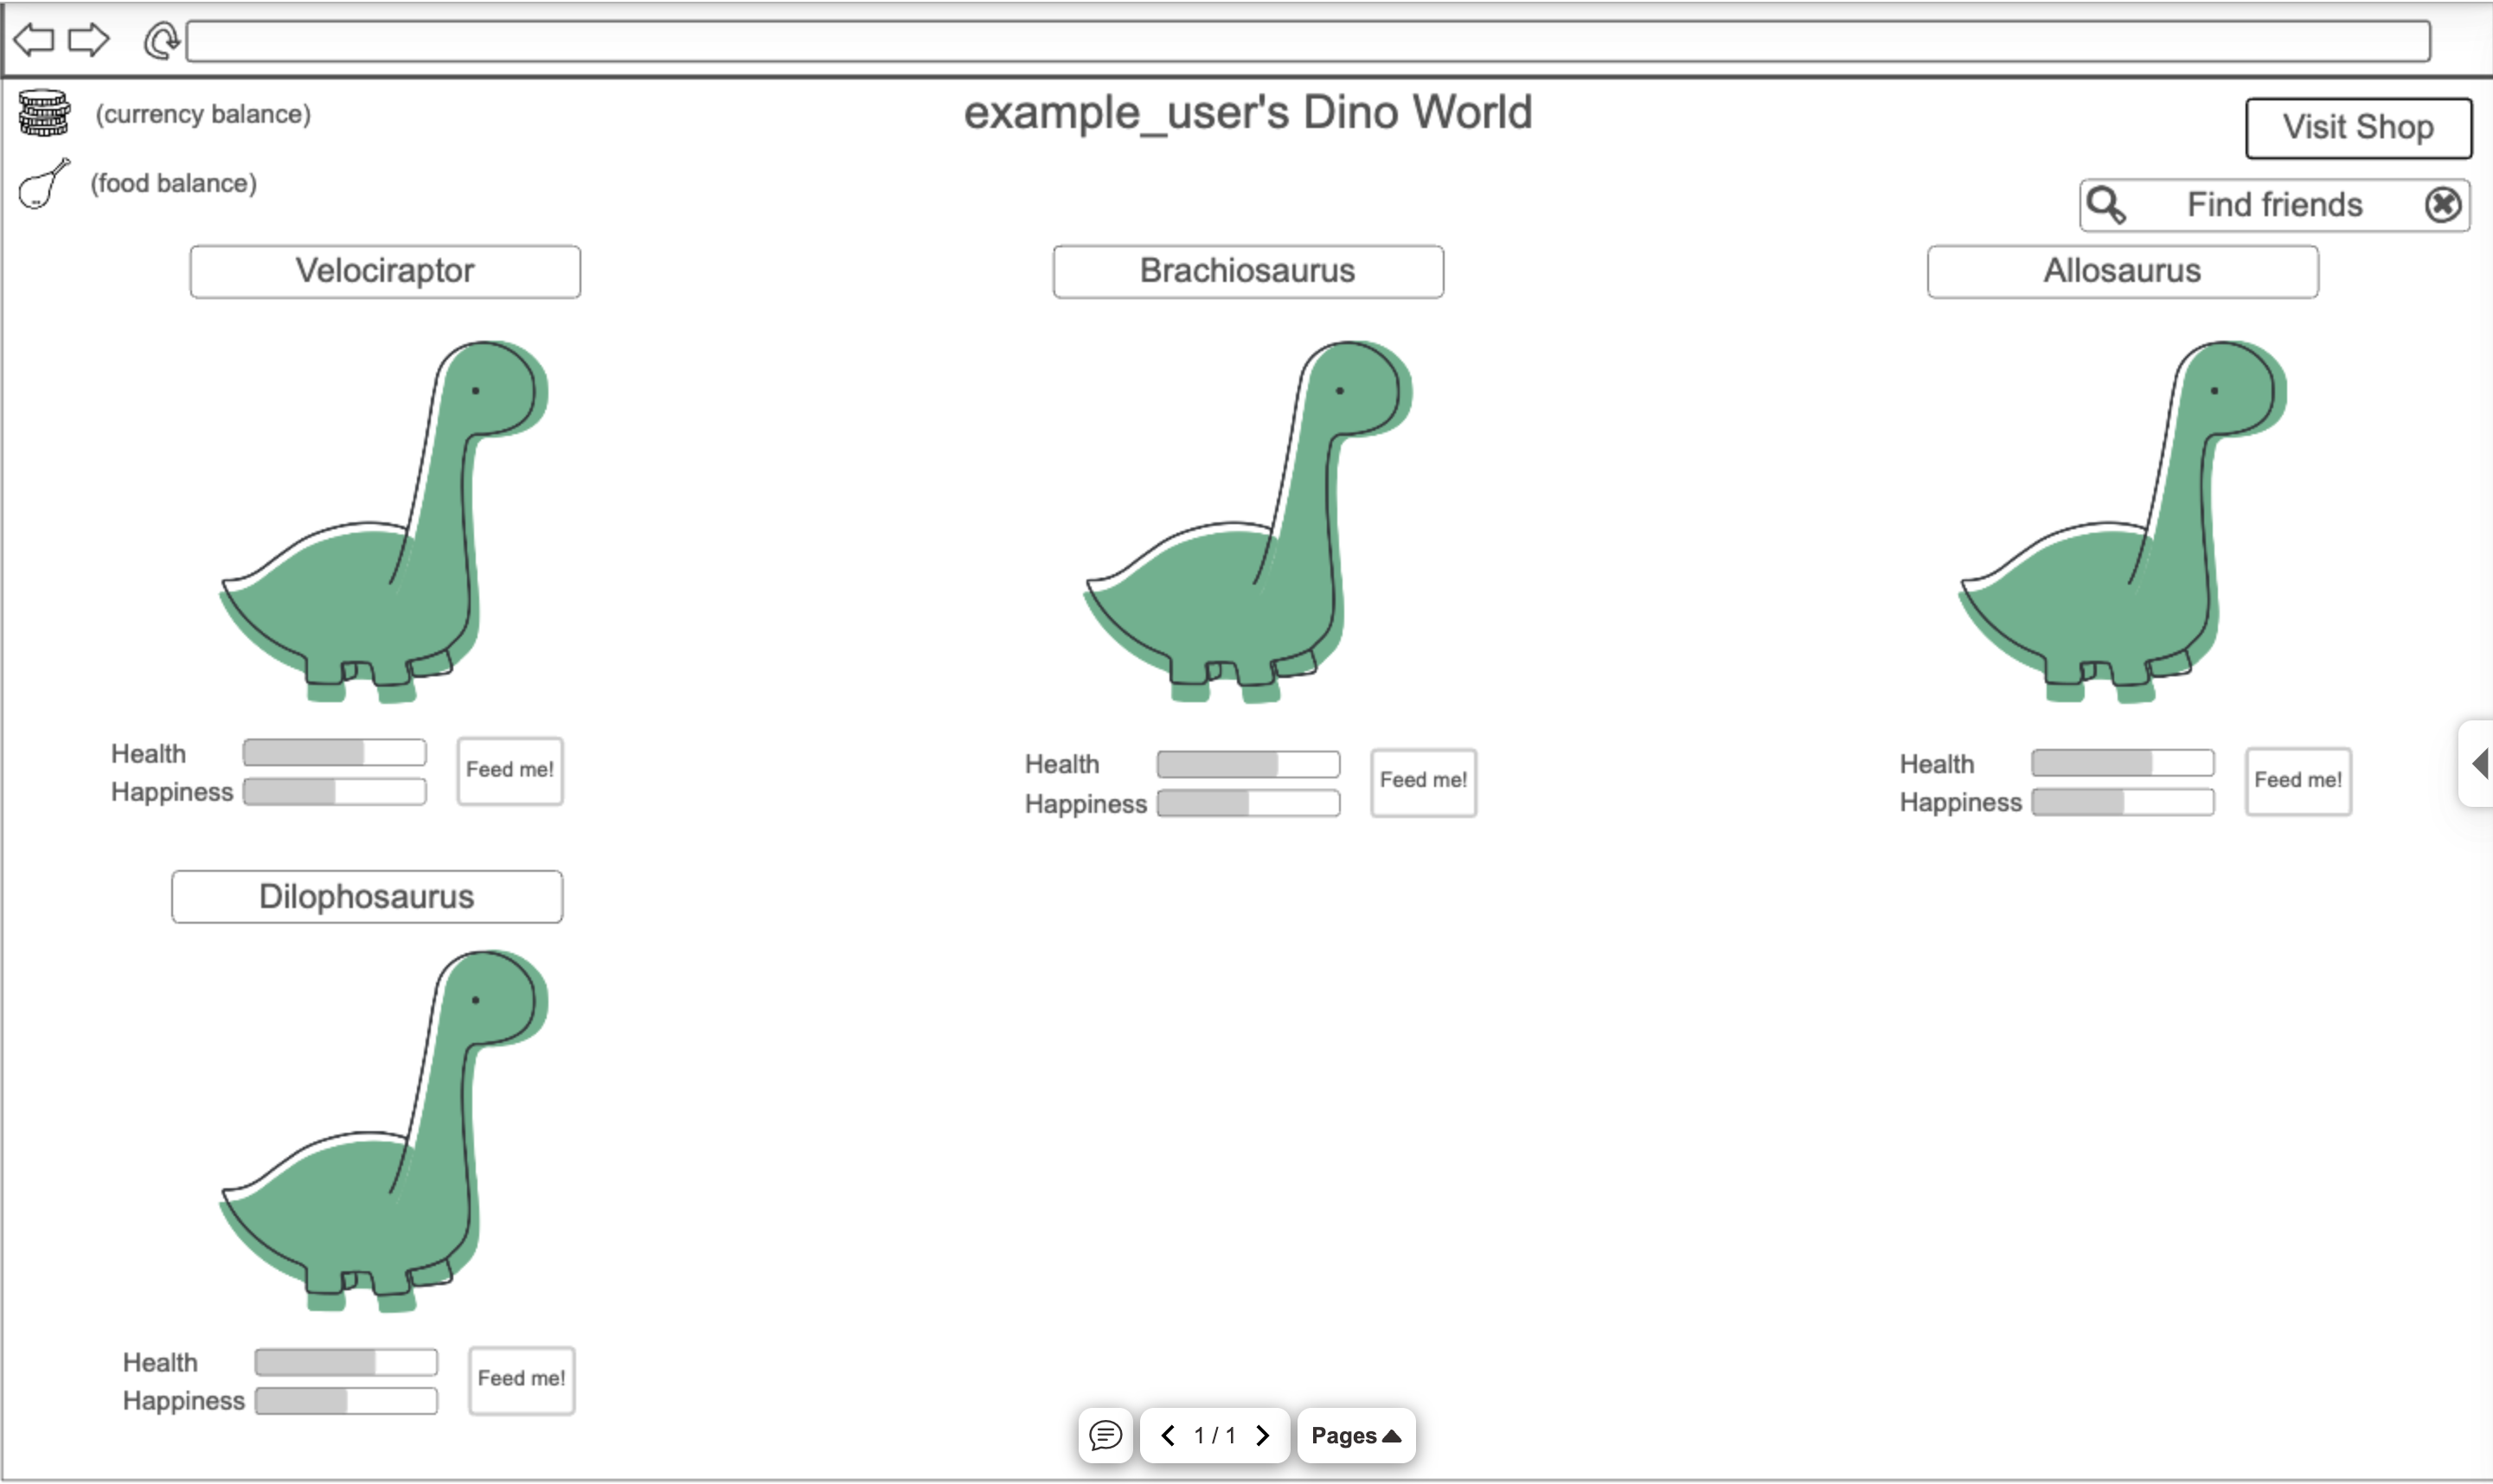 (currency balance)
example_user's Dino World
Visit Shop
(food balance)
Find friends
Velociraptor
Brachiosaurus
Allosaurus
Health
Happiness
Feed me!
Health
Happiness
Feed me!
Health
Happiness
Feed me!
Dilophosaurus
Health
Happiness
Feed me!
1 / 1
Pages